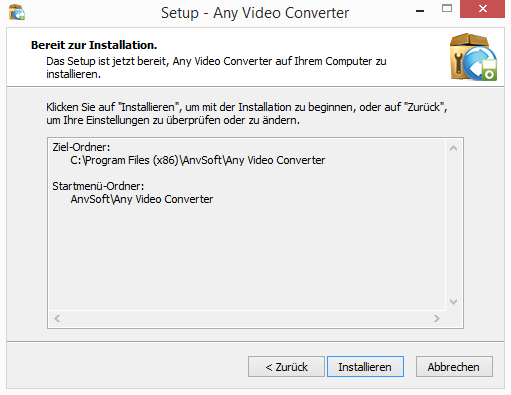 Setup - Any Video Converter
Bereit zur Installation.
Das Setup ist jetzt bereit, Any Video Converter auf Ihrem Computer zu
installieren.
Klicken Sie auf "Installieren", um mit der Installation zu beginnen, oder auf "Zurück",
um Ihre Einstellungen zu überprüfen oder zu ändern.
Ziel-Ordner:
C:\Program Files (x86)\AnvSoft\Any Video Converter
Startmenü-Ordner:
AnvSoft\Any Video Converter
< Zurück Installieren Abbrechen